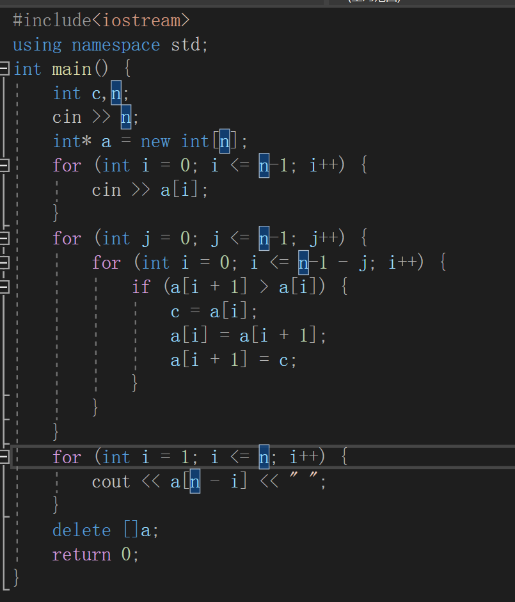 #include<iostream>
using namespace std;
int main() {
int c,n;
cin >> n;
int* a = new int[n];
for (int i = 0; i <= n-1; i++) {
cin >> a[i];
}
for (int j = 0; j <= n-1; j++) {
for (int i = 0; i <= n-1 - j; i++) {
if (a[i + 1] > a[i]) {
c = a[i];
a[i] = a[i + 1];
a[i + 1] = c;
}
}
}
for (int i = 1; i <= n; i++) {
cout << a[n - i] << " ";
}
delete []a;
return 0;
}